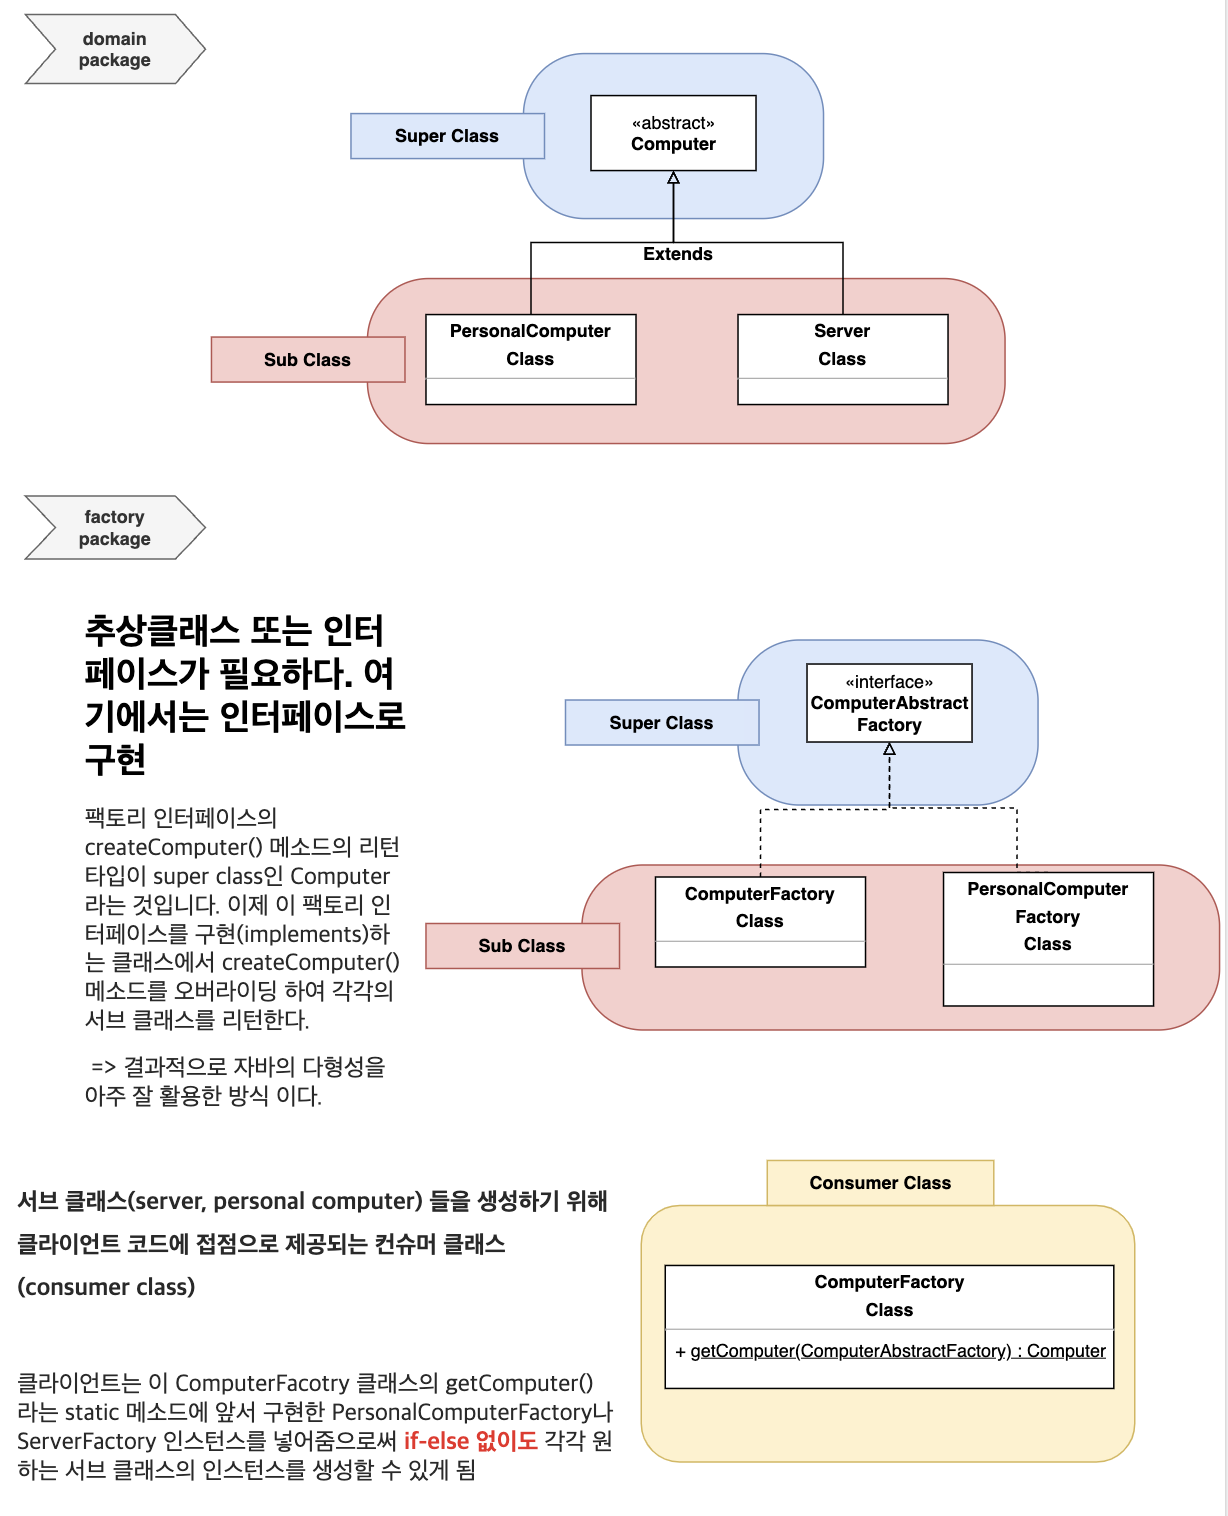 domain
package
Super Class
«abstract»
Computer
Extends
Sub Class
PersonalComputer
Class
Server
Class
factory
package
추상클래스 또는 인터
페이스가 필요하다. 여
기에서는 인터페이스로
구현
팩토리 인터페이스의
createComputer() 메소드의 리턴
타입이 super class인 Computer
라는 것입니다. 이제 이 팩토리 인
터페이스를 구현(implements)하
는 클래스에서 createComputer()
메소드를 오버라이딩 하여 각각의
서브 클래스를 리턴한다.
=> 결과적으로 자바의 다형성을
아주 잘 활용한 방식 이다.
Super Class
«interface»
ComputerAbstract
Factory
Sub Class
ComputerFactory
Class
PersonalComputer
Factory
Class
서브 클래스(server, personal computer) 들을 생성하기 위해
클라이언트 코드에 접점으로 제공되는 컨슈머 클래스
(consumer class)
클라이언트는 이 ComputerFacotry 클래스의 getComputer()
라는 static 메소드에 앞서 구현한 PersonalComputerFactory나
ServerFactory 인스턴스를 넣어줌으로써 if-else 없이도 각각 원
하는 서브 클래스의 인스턴스를 생성할 수 있게 됨
Consumer Class
ComputerFactory
Class
+ getComputer(ComputerAbstractFactory) : Computer